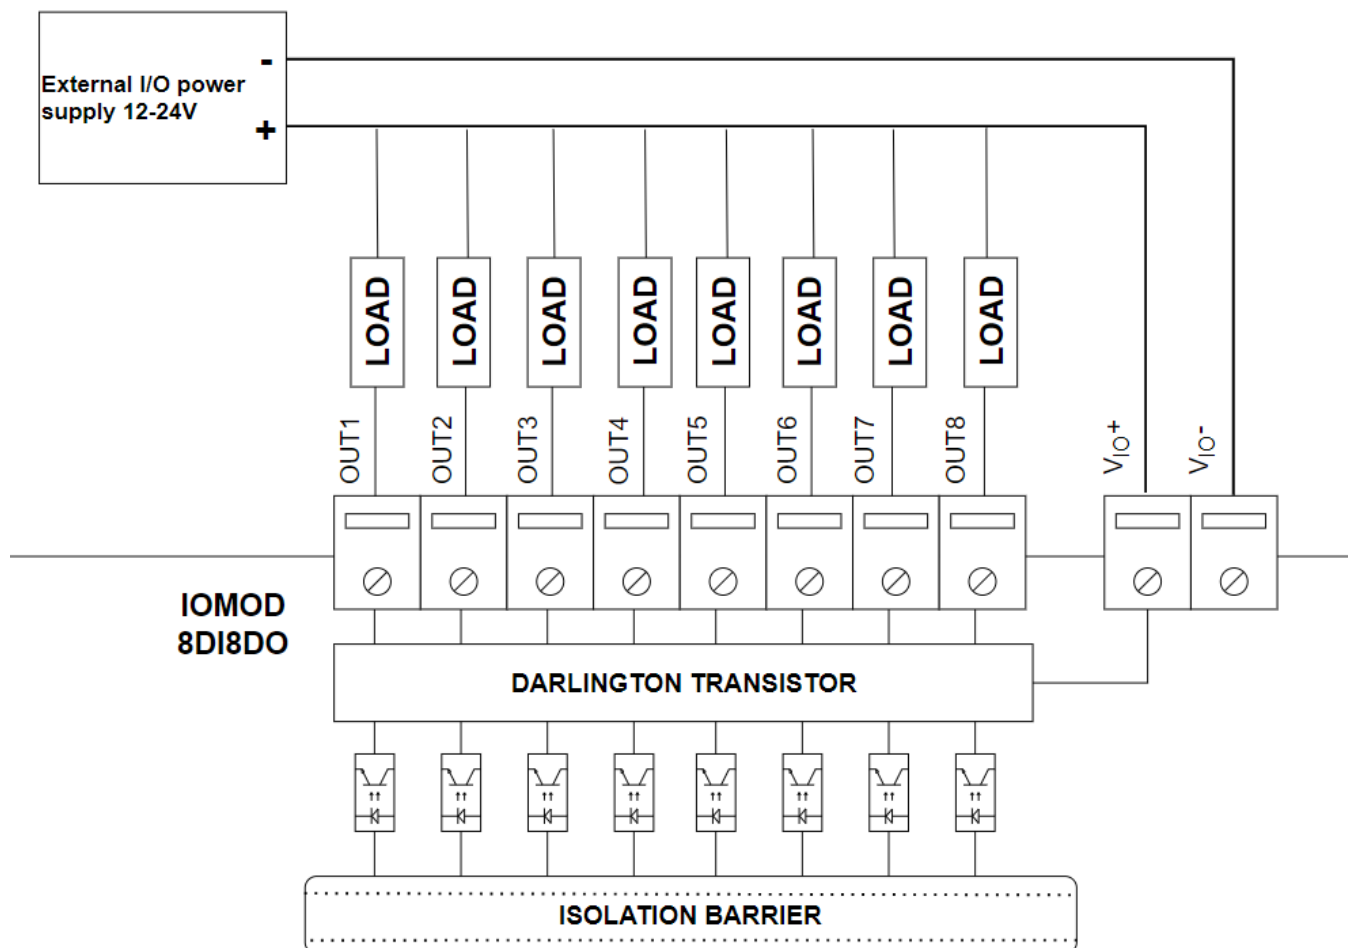 -
External I/O power
supply 12-24V
+
LOAD
LOAD
LOAD
LOAD
LOAD
LOAD
LOAD
LOAD
OUT1
OUT2
OUT3
OUT4
OUT5
OUT6
OUT7
OUT8
VIO+
VIO-
IOMOD
8DI8DO
DARLINGTON TRANSISTOR
ISOLATION BARRIER